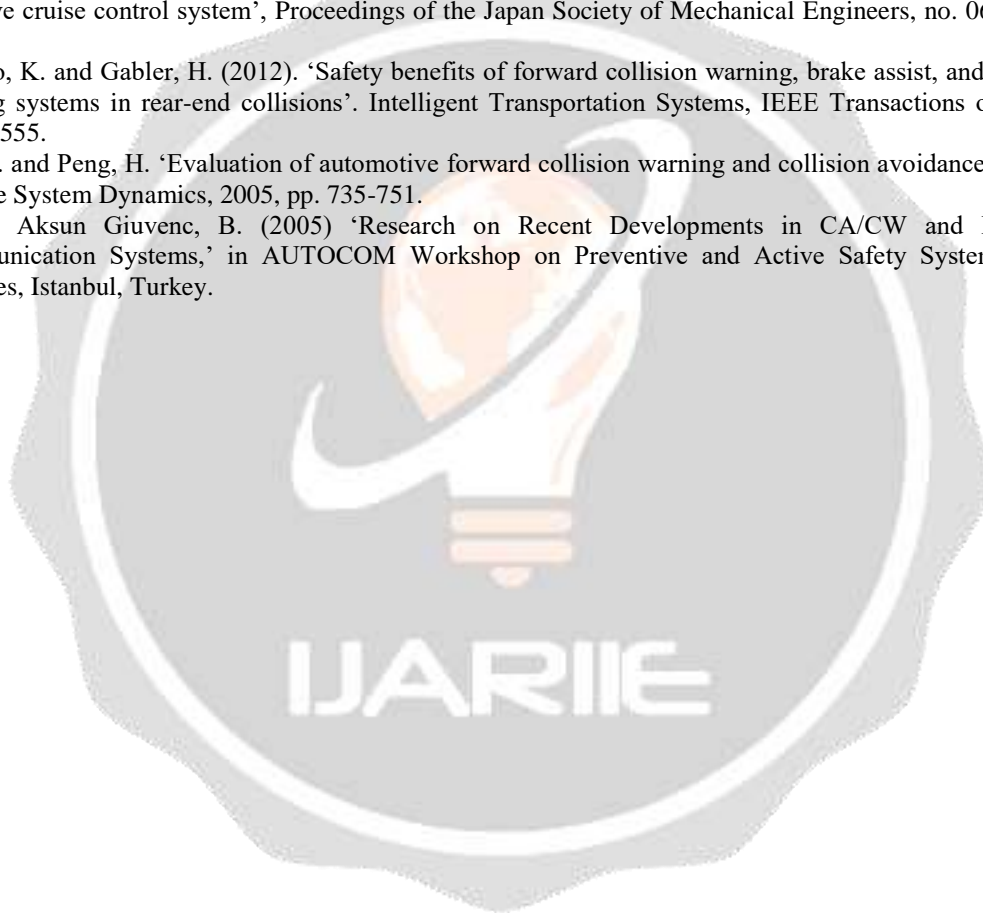 ve cruise control system’, Proceedings of the Japan Society of Mechanical Engineers, no. 06
o, K. and Gabler, H. (2012). ‘Safety benefits of forward collision warning, brake assist, and
g systems in rear-end collisions’. Intelligent Transportation Systems, IEEE Transactions o
555.
. and Peng, H. ‘Evaluation of automotive forward collision warning and collision avoidance
e System Dynamics, 2005, pp. 735-751.
Aksun Giuvenc, B. (2005) ‘Research on Recent Developments in CA/CW and
unication Systems,’ in AUTOCOM Workshop on Preventive and Active Safety System
es, Istanbul, Turkey.
IJARIIE